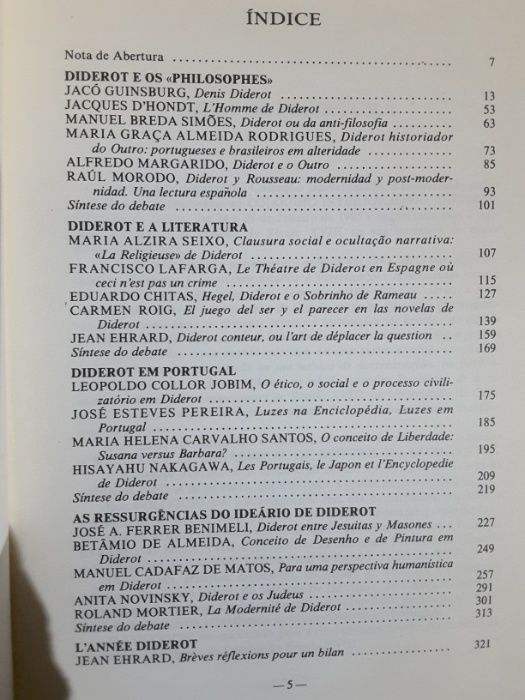 ÍNDICE
Nota de Abertura ........ 7
DIDEROT E OS «PHILOSOPHES»
JACÓ GUINSBURG, Denis Diderot ........ 13
JACQUES D'HONDT, L'Homme de Diderot ........ 53
MANUEL BREDA SIMÕES, Diderot ou da anti-filosofia ........ 63
MARIA GRAÇA ALMEIDA RODRIGUES, Diderot historiador
do Outro: portugueses e brasileiros em alteridade ........ 73
ALFREDO MARGARIDO, Diderot e o Outro ........ 85
RAÚL MORODO, Diderot y Rousseau: modernidad y post-moder-
nidad. Una lectura española ........ 93
Síntese do debate ........ 101
DIDEROT E A LITERATURA
MARIA ALZIRA SEIXO, Clausura social e ocultação narrativa:
«La Religieuse» de Diderot ........ 107
FRANCISCO LAFARGA, Le Théatre de Diderot en Espagne où
ceci n'est pas un crime ........ 115
EDUARDO CHITAS, Hegel, Diderot e o Sobrinho de Rameau ..... 127
CARMEN ROIG, El juego del ser y el parecer en las novelas de
Diderot ........ 139
JEAN EHRARD, Diderot conteur, ou l'art de déplacer la question .. 159
Síntese do debate ........ 169
DIDEROT EM PORTUGAL
LEOPOLDO COLLOR JOBIM, O ético, o social e o processo civili-
zatório em Diderot ........ 175
JOSÉ ESTEVES PEREIRA, Luzes na Enciclopédia, Luzes em
Portugal ........ 185
MARIA HELENA CARVALHO SANTOS, O conceito de Liberdade:
Susana versus Barbara? ........ 195
HISAYAHU NAKAGAWA, Les Portugais, le Japon et l'Encyclopedie
de Diderot ........ 209
Síntese do debate ........ 219
AS RESSURGÊNCIAS DO IDEÁRIO DE DIDEROT
JOSÉ A. FERRER BENIMELI, Diderot entre Jesuitas y Masones ... 227
BETÂMIO DE ALMEIDA, Conceito de Desenho e de Pintura em
Diderot ........ 249
MANUEL CADAFAZ DE MATOS, Para uma perspectiva humanística
em Diderot ........ 257
ANITA NOVINSKY, Diderot e os Judeus ........ 291
ROLAND MORTIER, La Modernité de Diderot ........ 301
Síntese do debate ........ 313
L'ANNÉE DIDEROT
JEAN EHRARD, Brèves réflexions pour un bilan ........ 321
— 5 —